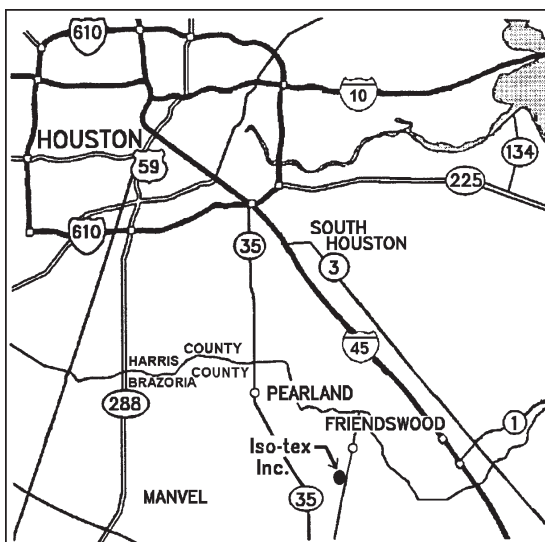 610
10
HOUSTON
59
134
225
610
35
SOUTH
HOUSTON
3
45
HARRIS COUNTY
BRAZORIA COUNTY
288
PEARLAND
FRIENDSWOOD
1
Iso-tex
Inc.
MANVEL
35